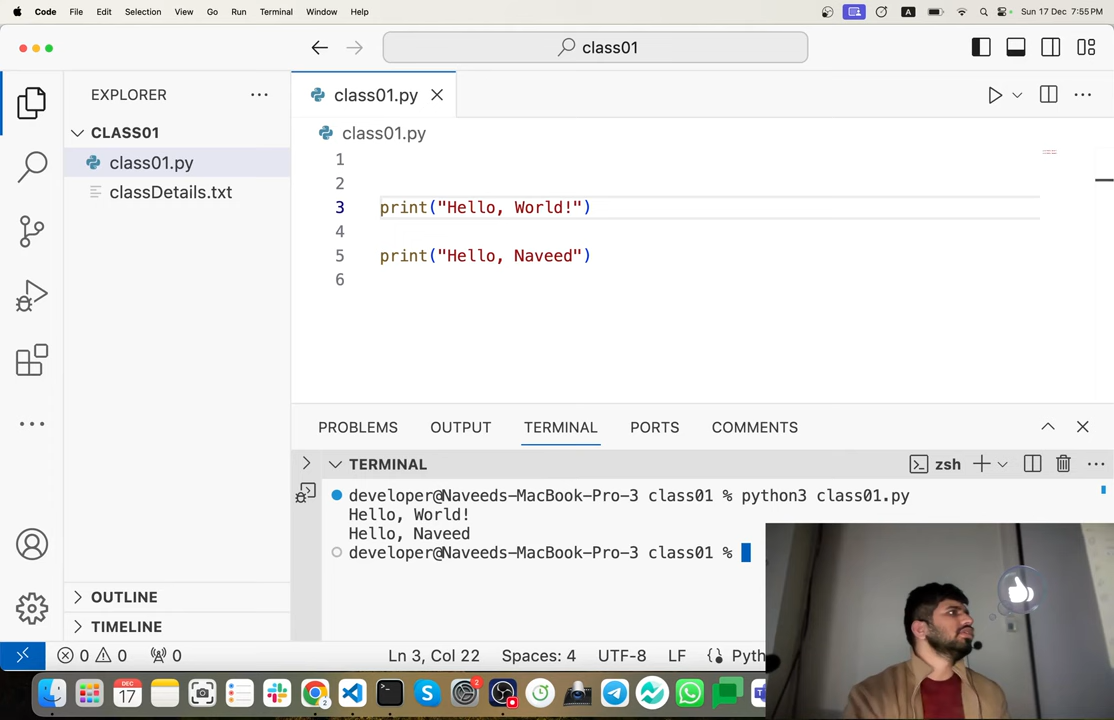 Code File Edit Selection View Go Run Terminal Window Help A Sun 17 Dec 7:55PM
class01
EXPLORER
class01.py
CLASS01
class01.py
classDetails.txt
class01.py
1
2
3 print("Hello, World!")
4
5 print("Hello, Naveed")
6
PROBLEMS OUTPUT TERMINAL PORTS COMMENTS
TERMINAL
zsh
developer@Naveeds-MacBook-Pro-3 class01 % python3 class01.py
Hello, World!
Hello, Naveed
developer@Naveeds-MacBook-Pro-3 class01 %
OUTLINE
TIMELINE
0 0 0 Ln 3, Col 22 Spaces: 4 UTF-8 LF {} Pyth
DEC
17
2
2